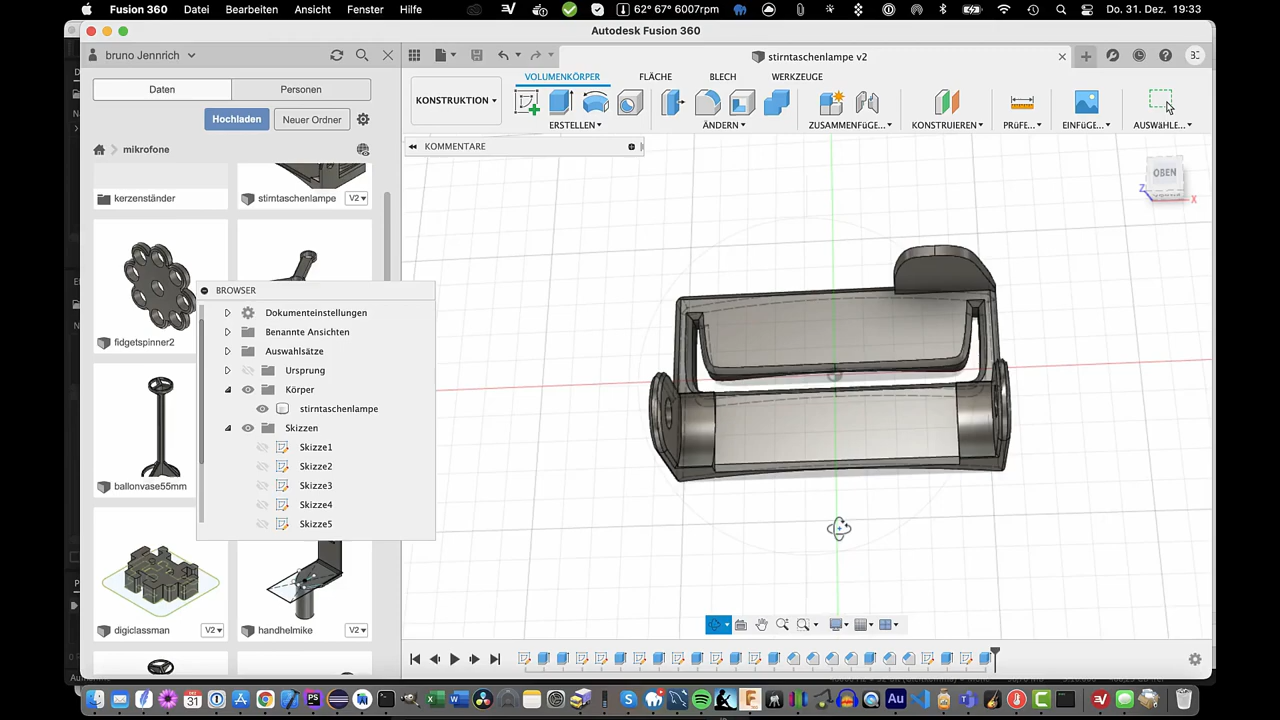 Fusion 360 Datei Bearbeiten Ansicht Fenster Hilfe 62° 67° 6007rpm Do. 31. Dez. 19:33
Autodesk Fusion 360
bruno Jennrich
stirntaschenlampe v2
Daten Personen
Hochladen Neuer Ordner
mikrofone
KONSTRUKTION
VOLUMENKÖRPER FLÄCHE BLECH WERKZEUGE
ERSTELLEN ÄNDERN ZUSAMMENFÜGE... KONSTRUIEREN PRÜFE... EINFÜGE... AUSWÄHLE...
KOMMENTARE
OBEN
Z X
kerzenständer
stirntaschenlampe V2
fidgetspinner2
ballonvase55mm
digiclassman V2
handhelmike V2
BROWSER
Dokumenteinstellungen
Benannte Ansichten
Auswahlsätze
Ursprung
Körper
stirntaschenlampe
Skizzen
Skizze1
Skizze2
Skizze3
Skizze4
Skizze5